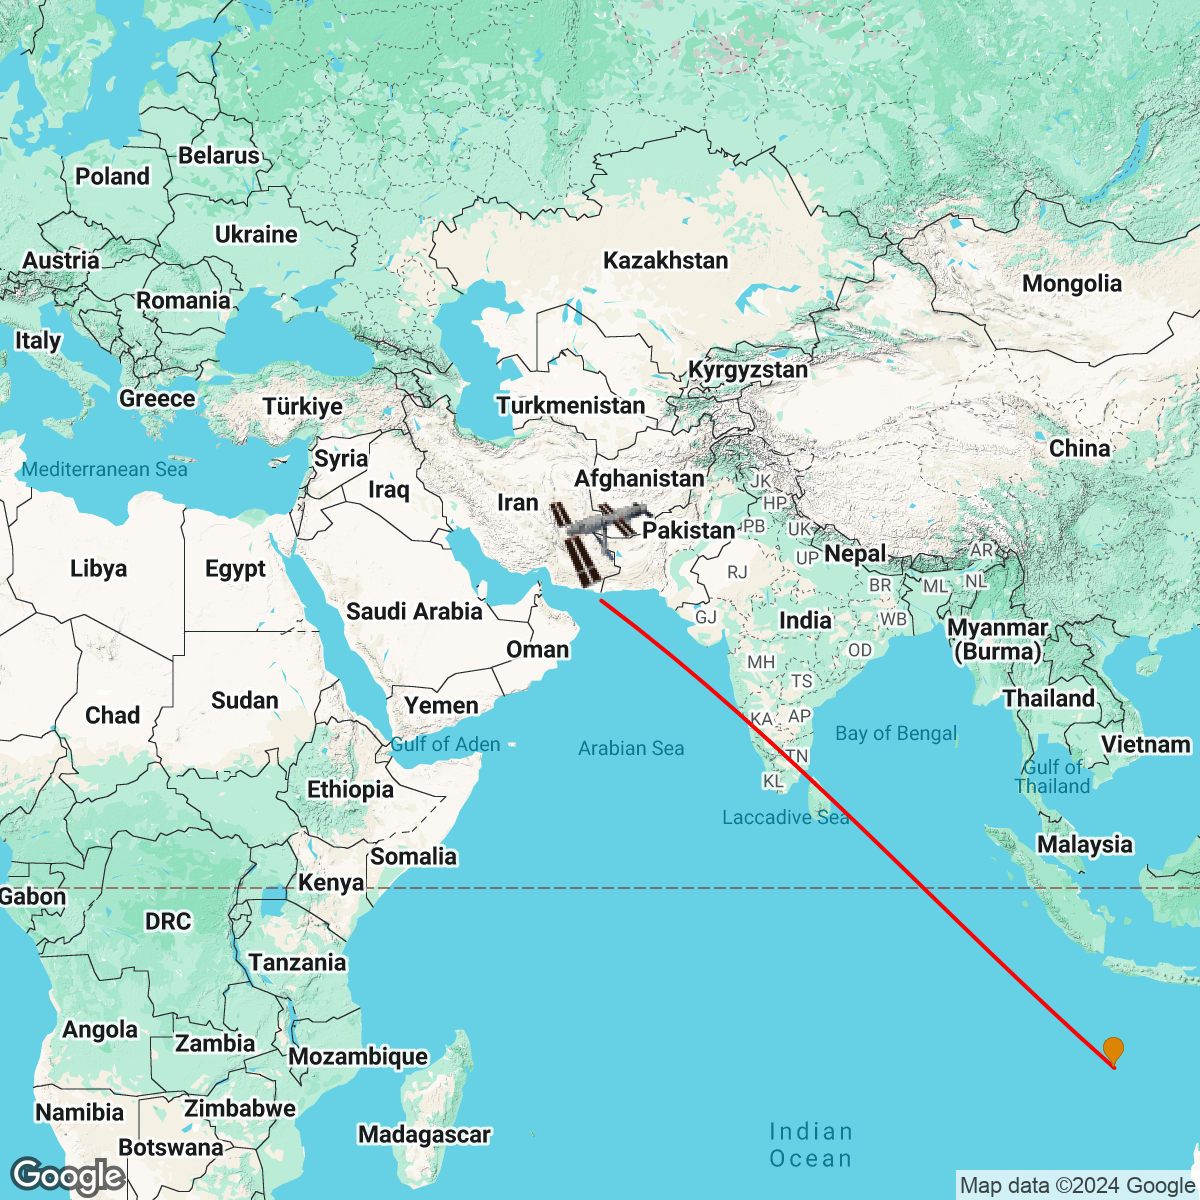 Belarus
Poland
Ukraine
Austria
Kazakhstan
Mongolia
Romania
Italy
Kyrgyzstan
Greece
Türkiye
Turkmenistan
China
Syria
Mediterranean Sea
Afghanistan
JK
Iraq
Iran
HP
PB
UK
Pakistan
Nepal
AR
UP
Libya
Egypt
RJ
BR
ML
NL
Saudi Arabia
GJ
India
WB
Myanmar
(Burma)
Oman
OD
MH
TS
Sudan
Thailand
Chad
Yemen
KA
AP
Bay of Bengal
Gulf of Aden
Arabian Sea
Vietnam
TN
Gulf of
Thailand
KL
Ethiopia
Laccadive Sea
Malaysia
Somalia
Kenya
Gabon
DRC
Tanzania
Angola
Zambia
Mozambique
Namibia
Zimbabwe
Madagascar
Indian
Ocean
Botswana
Google
Map data ©2024 Google